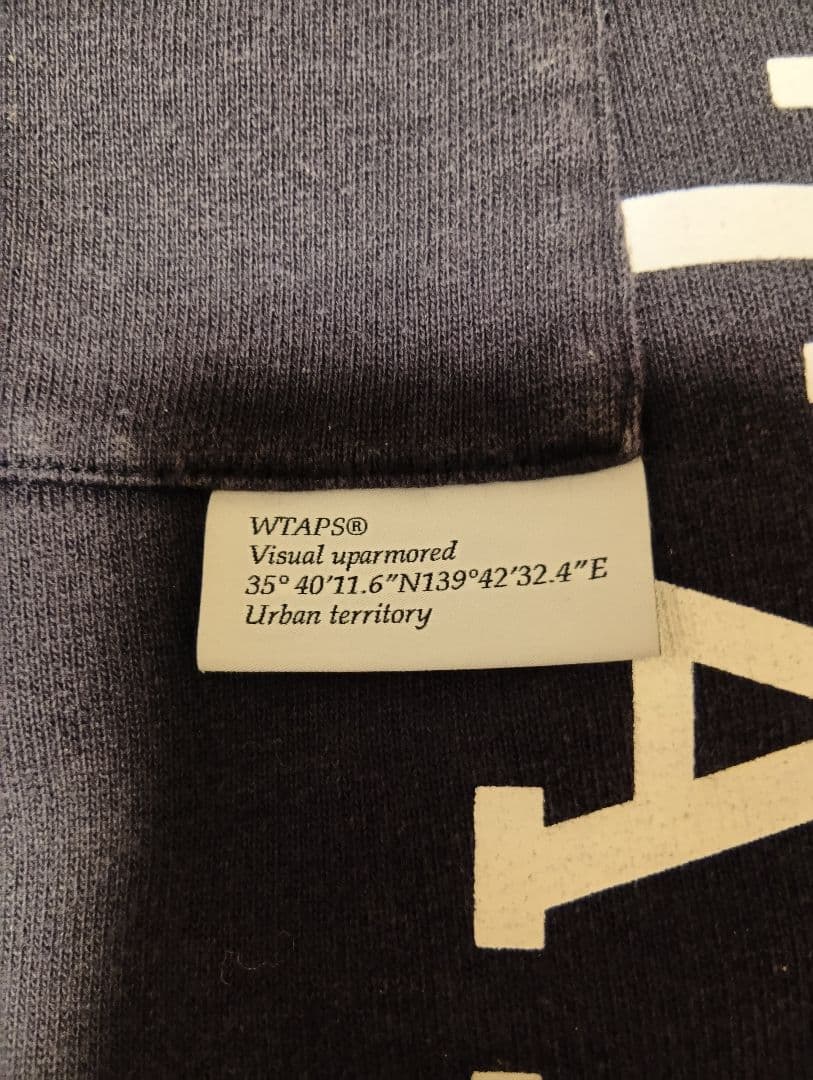 WTAPS®
Visual uparmored
35° 40′11.6″N139°42′32.4″E
Urban territory
A